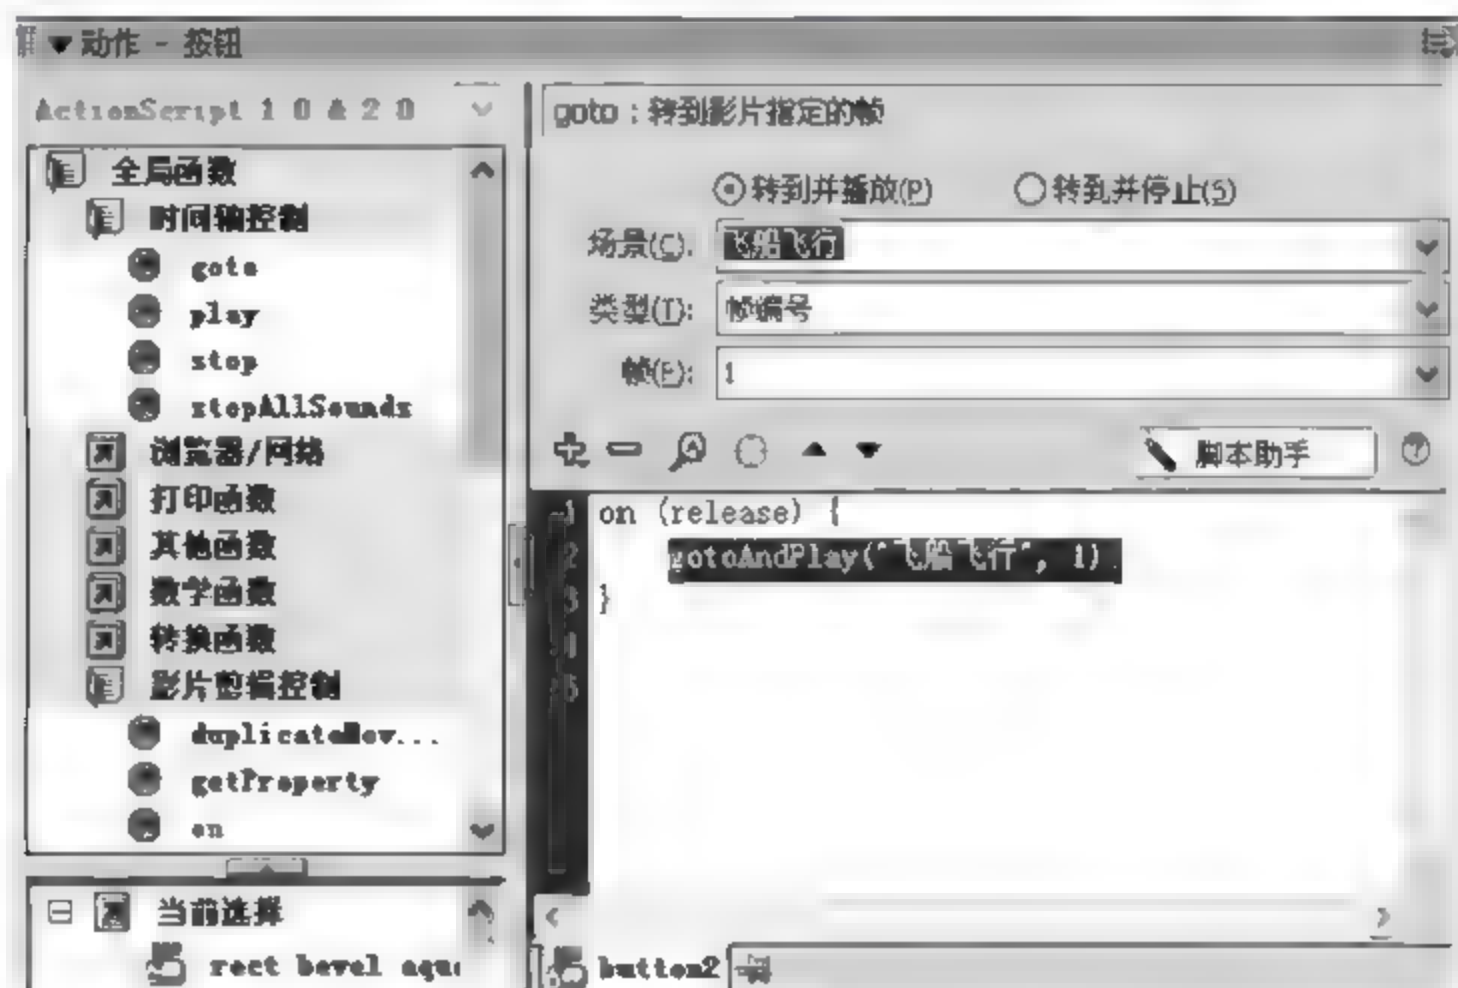 动作 - 按钮
ActionScript 1.0 & 2.0
全局函数
时间轴控制
goto
play
stop
stopAllSounds
浏览器/网络
打印函数
其他函数
数学函数
转换函数
影片剪辑控制
duplicateMov...
getProperty
on
当前选择
rect bevel aqu
goto：转到影片指定的帧
转到并播放(P)
转到并停止(S)
场景(C):
飞船飞行
类型(T):
帧编号
帧(E):
1
脚本助手
1 on (release) {
2 gotoAndPlay("飞船飞行", 1);
3 }
4
5
button2